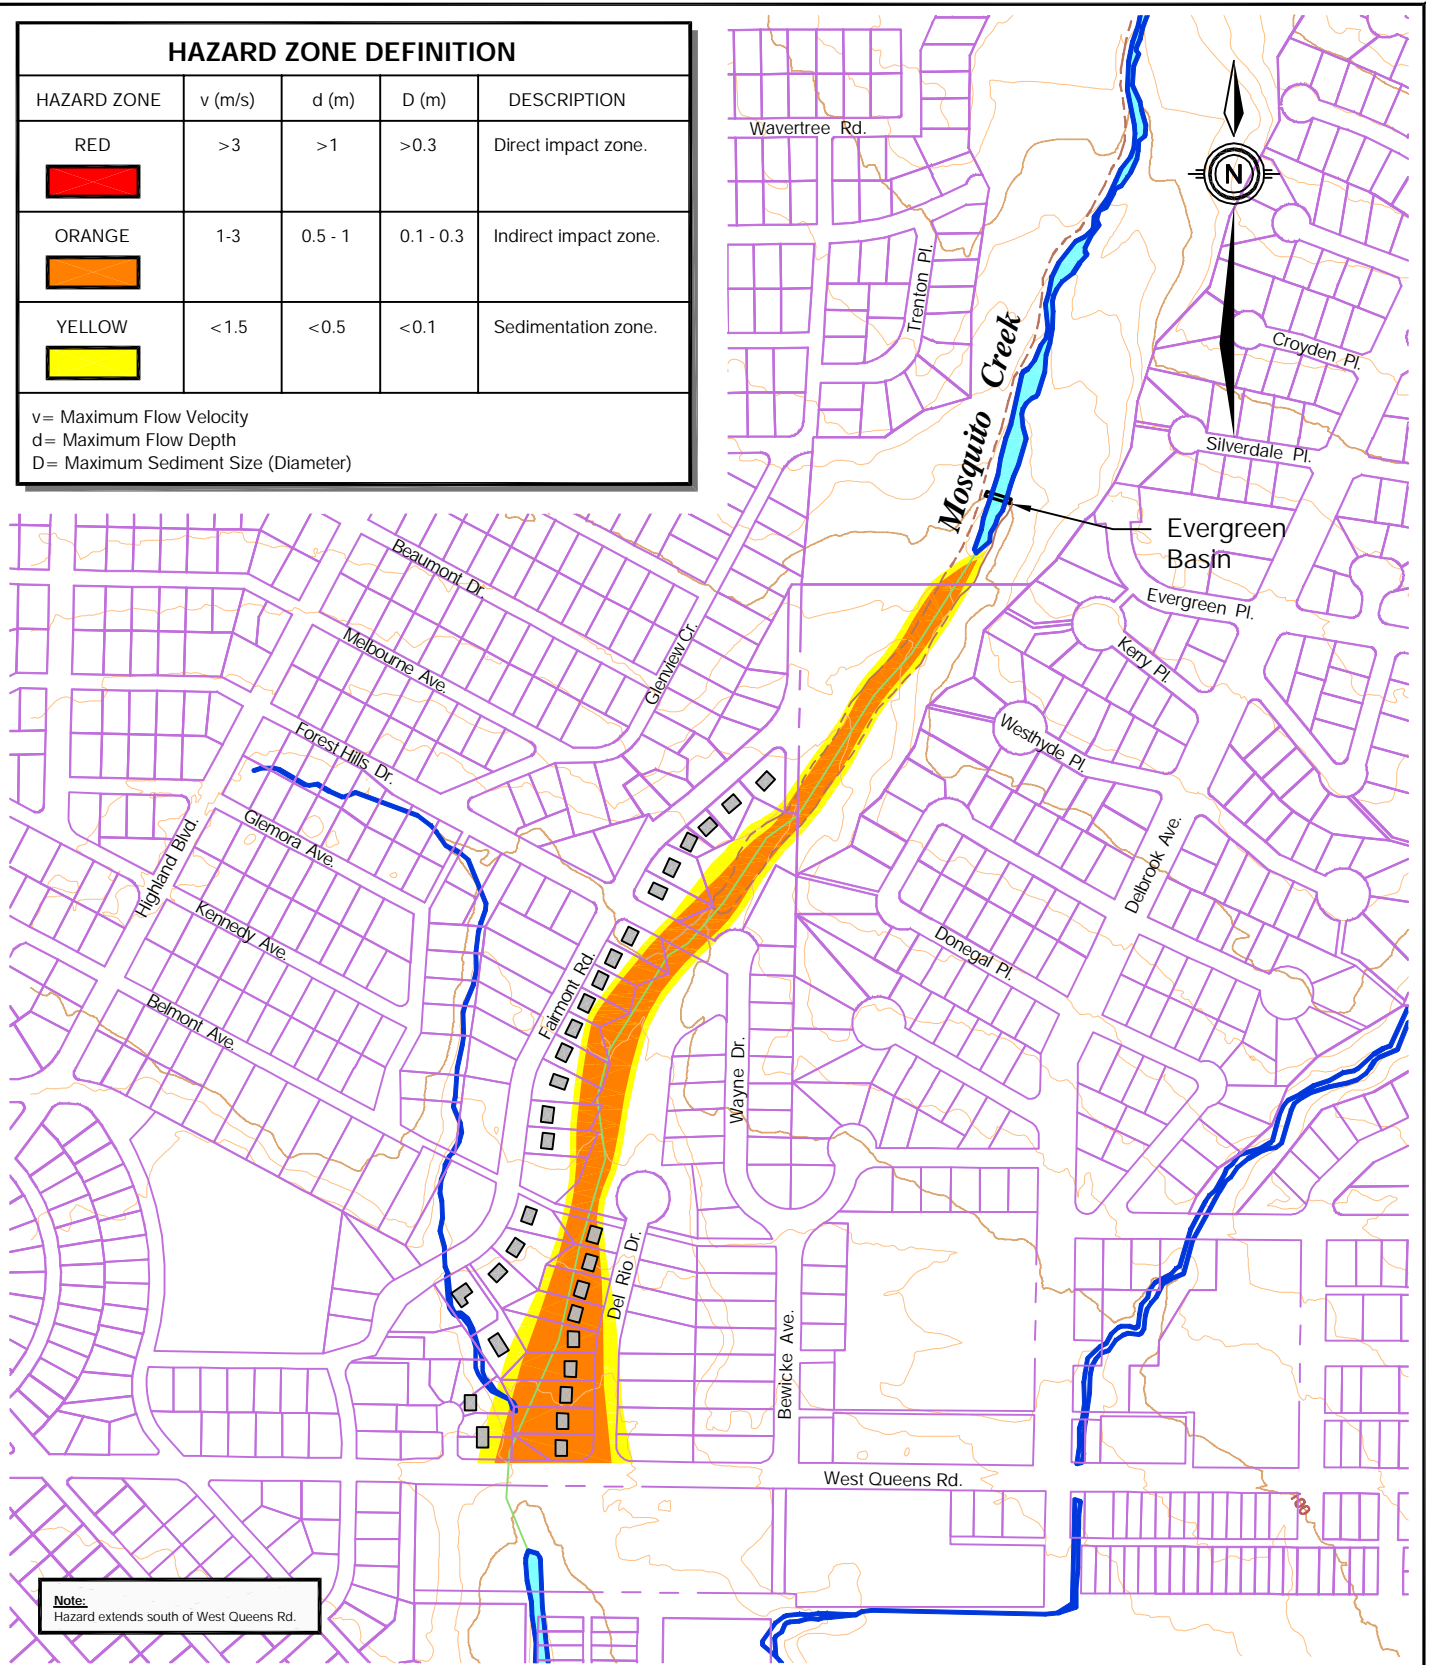 HAZARD ZONE DEFINITION
HAZARD ZONE v (m/s) d (m) D (m) DESCRIPTION
RED >3 >1 >0.3 Direct impact zone.
ORANGE 1-3 0.5 - 1 0.1 - 0.3 Indirect impact zone.
YELLOW <1.5 <0.5 <0.1 Sedimentation zone.
v= Maximum Flow Velocity
d= Maximum Flow Depth
D= Maximum Sediment Size (Diameter)
Wavertree Rd.
N
Trenton Pl.
Mosquito Creek
Croyden Pl.
Silverdale Pl.
Evergreen
Basin
Evergreen Pl.
Kerry Pl.
Westhyde Pl.
Beaumont Dr.
Melbourne Ave.
Glenview Cr.
Forest Hills Dr.
Glemora Ave.
Highland Blvd.
Kennedy Ave.
Belmont Ave.
Fairmont Rd.
Delbrook Ave.
Donegal Pl.
Wayne Dr.
Del Rio Dr.
Bewicke Ave.
West Queens Rd.
100
Note:
Hazard extends south of West Queens Rd.